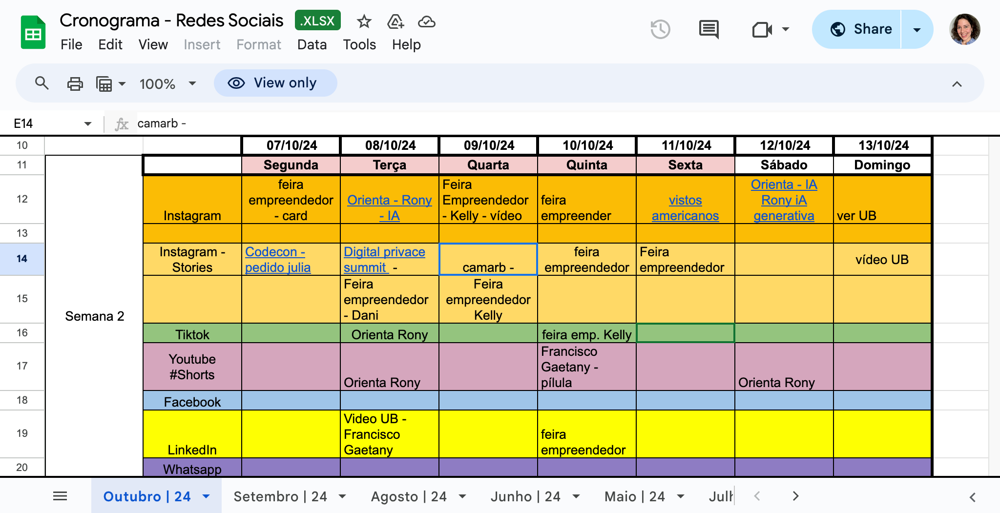 Cronograma - Redes Sociais .XLSX
File Edit View Insert Format Data Tools Help
Share
100% View only
E14 fx camarb -
10 07/10/24 08/10/24 09/10/24 10/10/24 11/10/24 12/10/24 13/10/24
11 Segunda Terça Quarta Quinta Sexta Sábado Domingo
12
Instagram
feira
empreendedor
- card
Orienta - Rony
- IA
Feira
Empreendedor
- Kelly - vídeo
feira
empreender
vistos
americanos
Orienta - IA
Rony iA
generativa
ver UB
13
14
Instagram -
Stories
Codecon -
pedido julia
Digital privace
summit -
camarb -
feira
empreendedor
Feira
empreendedor
vídeo UB
15
Feira
empreendedor
- Dani
Feira
empreendedor
Kelly
Semana 2
16 Tiktok Orienta Rony feira emp. Kelly
17
Youtube
#Shorts
Orienta Rony
Francisco
Gaetany -
pílula
Orienta Rony
18 Facebook
19
LinkedIn
Video UB -
Francisco
Gaetany
feira
empreendedor
20 Whatsapp
Outubro | 24 Setembro | 24 Agosto | 24 Junho | 24 Maio | 24